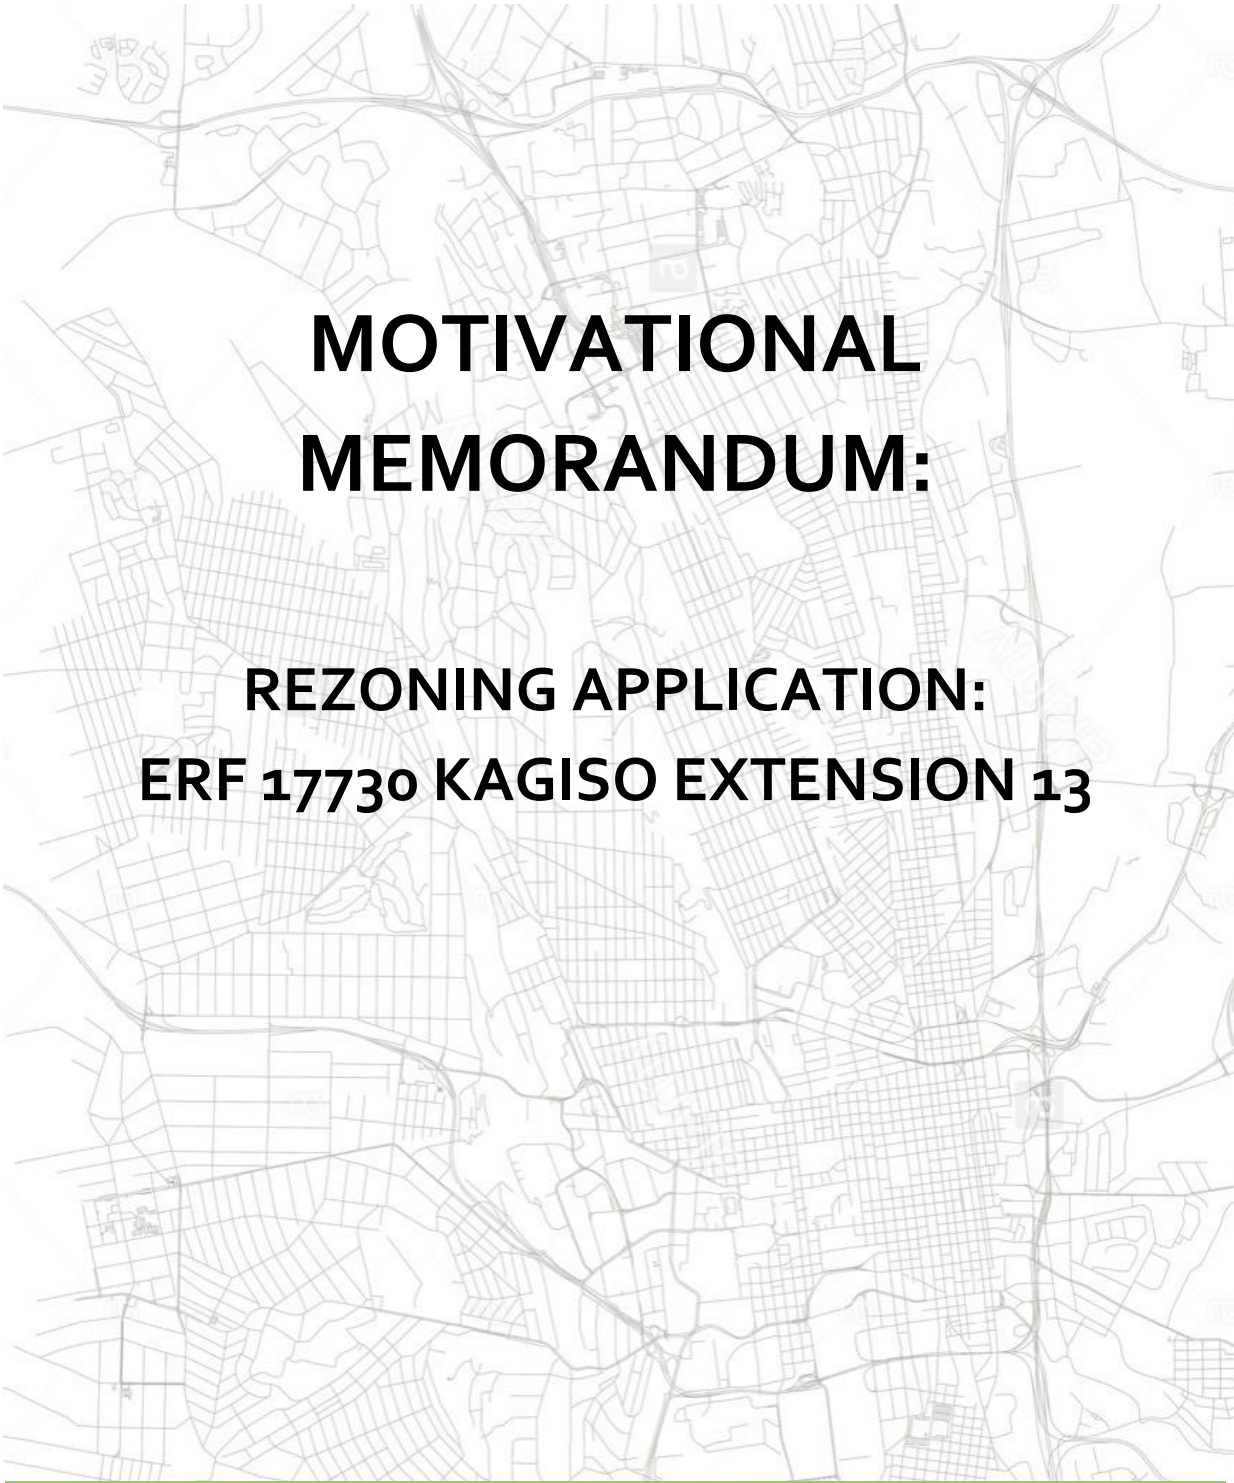 MOTIVATIONAL
MEMORANDUM:
REZONING APPLICATION:
ERF 17730 KAGISO EXTENSION 13